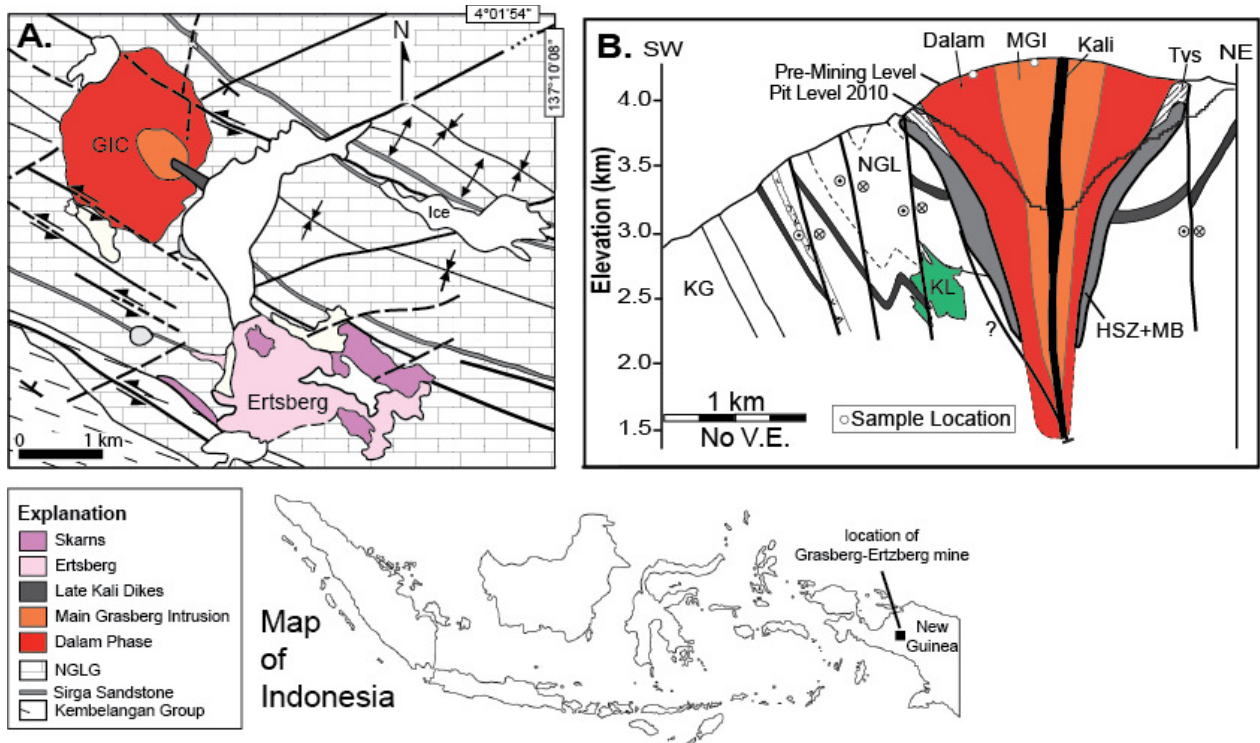 A.
4°01'54"
137°10'08"
N
GIC
Ice
Ertsberg
0 1 km
B.
SW
Dalam
MGI
Kali
Tvs
NE
Pre-Mining Level
Pit Level 2010
Elevation (km)
4.0
3.5
3.0
2.5
2.0
1.5
NGL
KG
KL
?
HSZ+MB
1 km
No V.E.
Sample Location
Explanation
Skarns
Ertsberg
Late Kali Dikes
Main Grasberg Intrusion
Dalam Phase
NGLG
Sirga Sandstone
Kembelangan Group
Map
of
Indonesia
location of
Grasberg-Ertzberg mine
New
Guinea